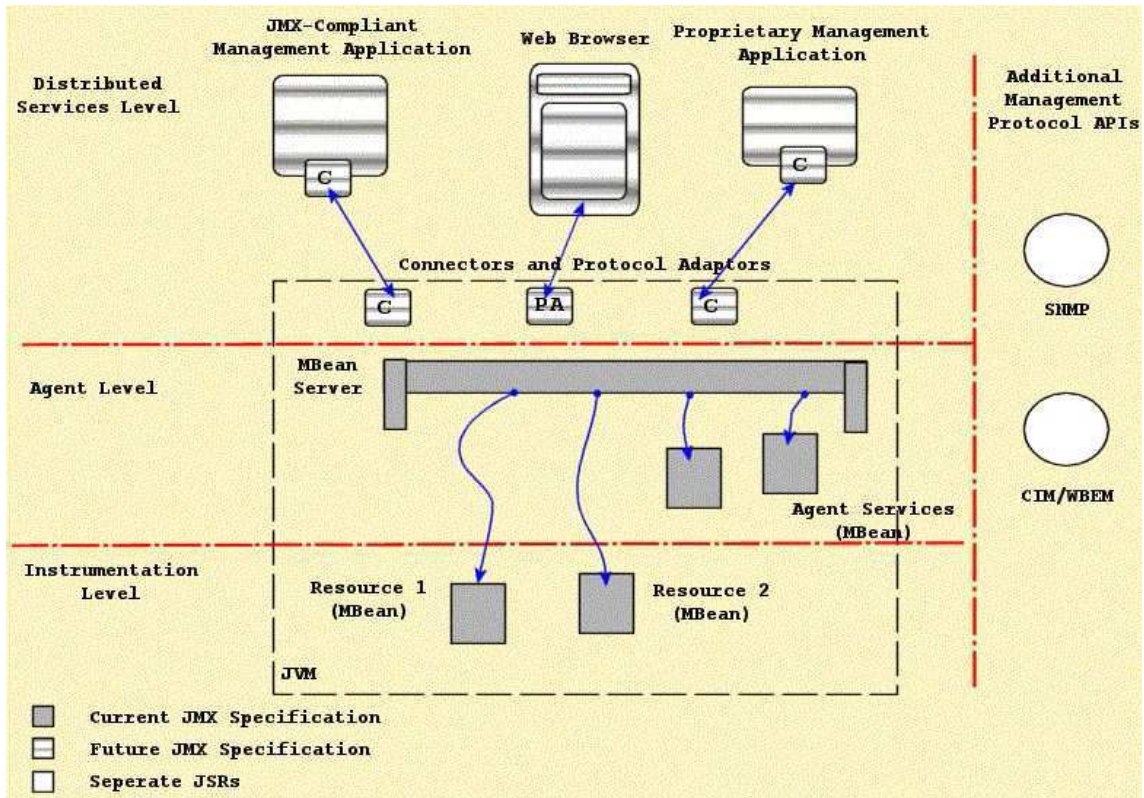 JMX-Compliant
Management Application
Web Browser
Proprietary Management
Application
Distributed
Services Level
Additional
Management
Protocol APIs
C
C
Connectors and Protocol Adaptors
C
PA
C
SNMP
MBean
Server
Agent Level
CIM/WBEM
Agent Services
(MBean)
Instrumentation
Level
Resource 1
(MBean)
Resource 2
(MBean)
JVM
Current JMX Specification
Future JMX Specification
Seperate JSRs